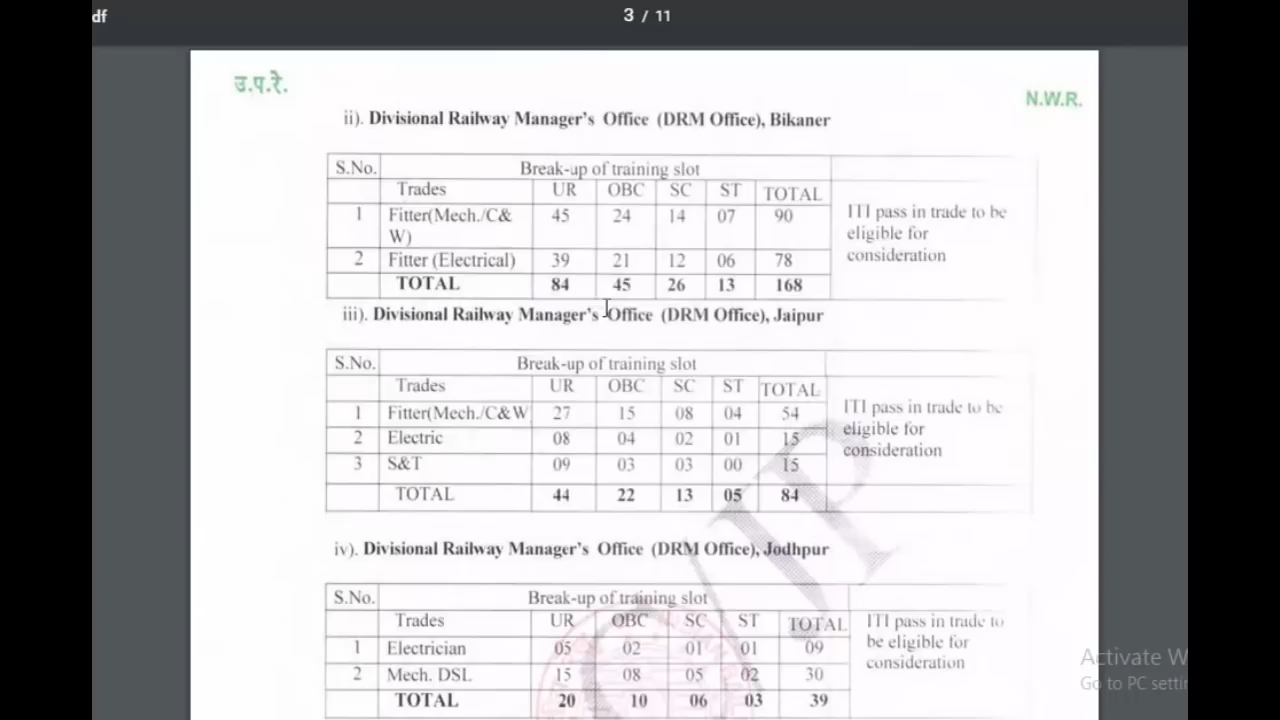 df
3 / 11
उ.प.रे.
N.W.R.
ii). Divisional Railway Manager's Office (DRM Office), Bikaner
S.No. Break-up of training slot
Trades UR OBC SC ST TOTAL
ITI pass in trade to be eligible for consideration
1 Fitter(Mech./C& W) 45 24 14 07 90
2 Fitter (Electrical) 39 21 12 06 78
TOTAL 84 45 26 13 168
iii). Divisional Railway Manager's Office (DRM Office), Jaipur
S.No. Break-up of training slot
Trades UR OBC SC ST TOTAL
ITI pass in trade to be eligible for consideration
1 Fitter(Mech./C&W 27 15 08 04 54
2 Electric 08 04 02 01 15
3 S&T 09 03 03 00 15
TOTAL 44 22 13 05 84
iv). Divisional Railway Manager's Office (DRM Office), Jodhpur
S.No. Break-up of training slot
Trades UR OBC SC ST TOTAL
ITI pass in trade to be eligible for consideration
1 Electrician 05 02 01 01 09
2 Mech. DSL 15 08 05 02 30
TOTAL 20 10 06 03 39
Activate W
Go to PC settin